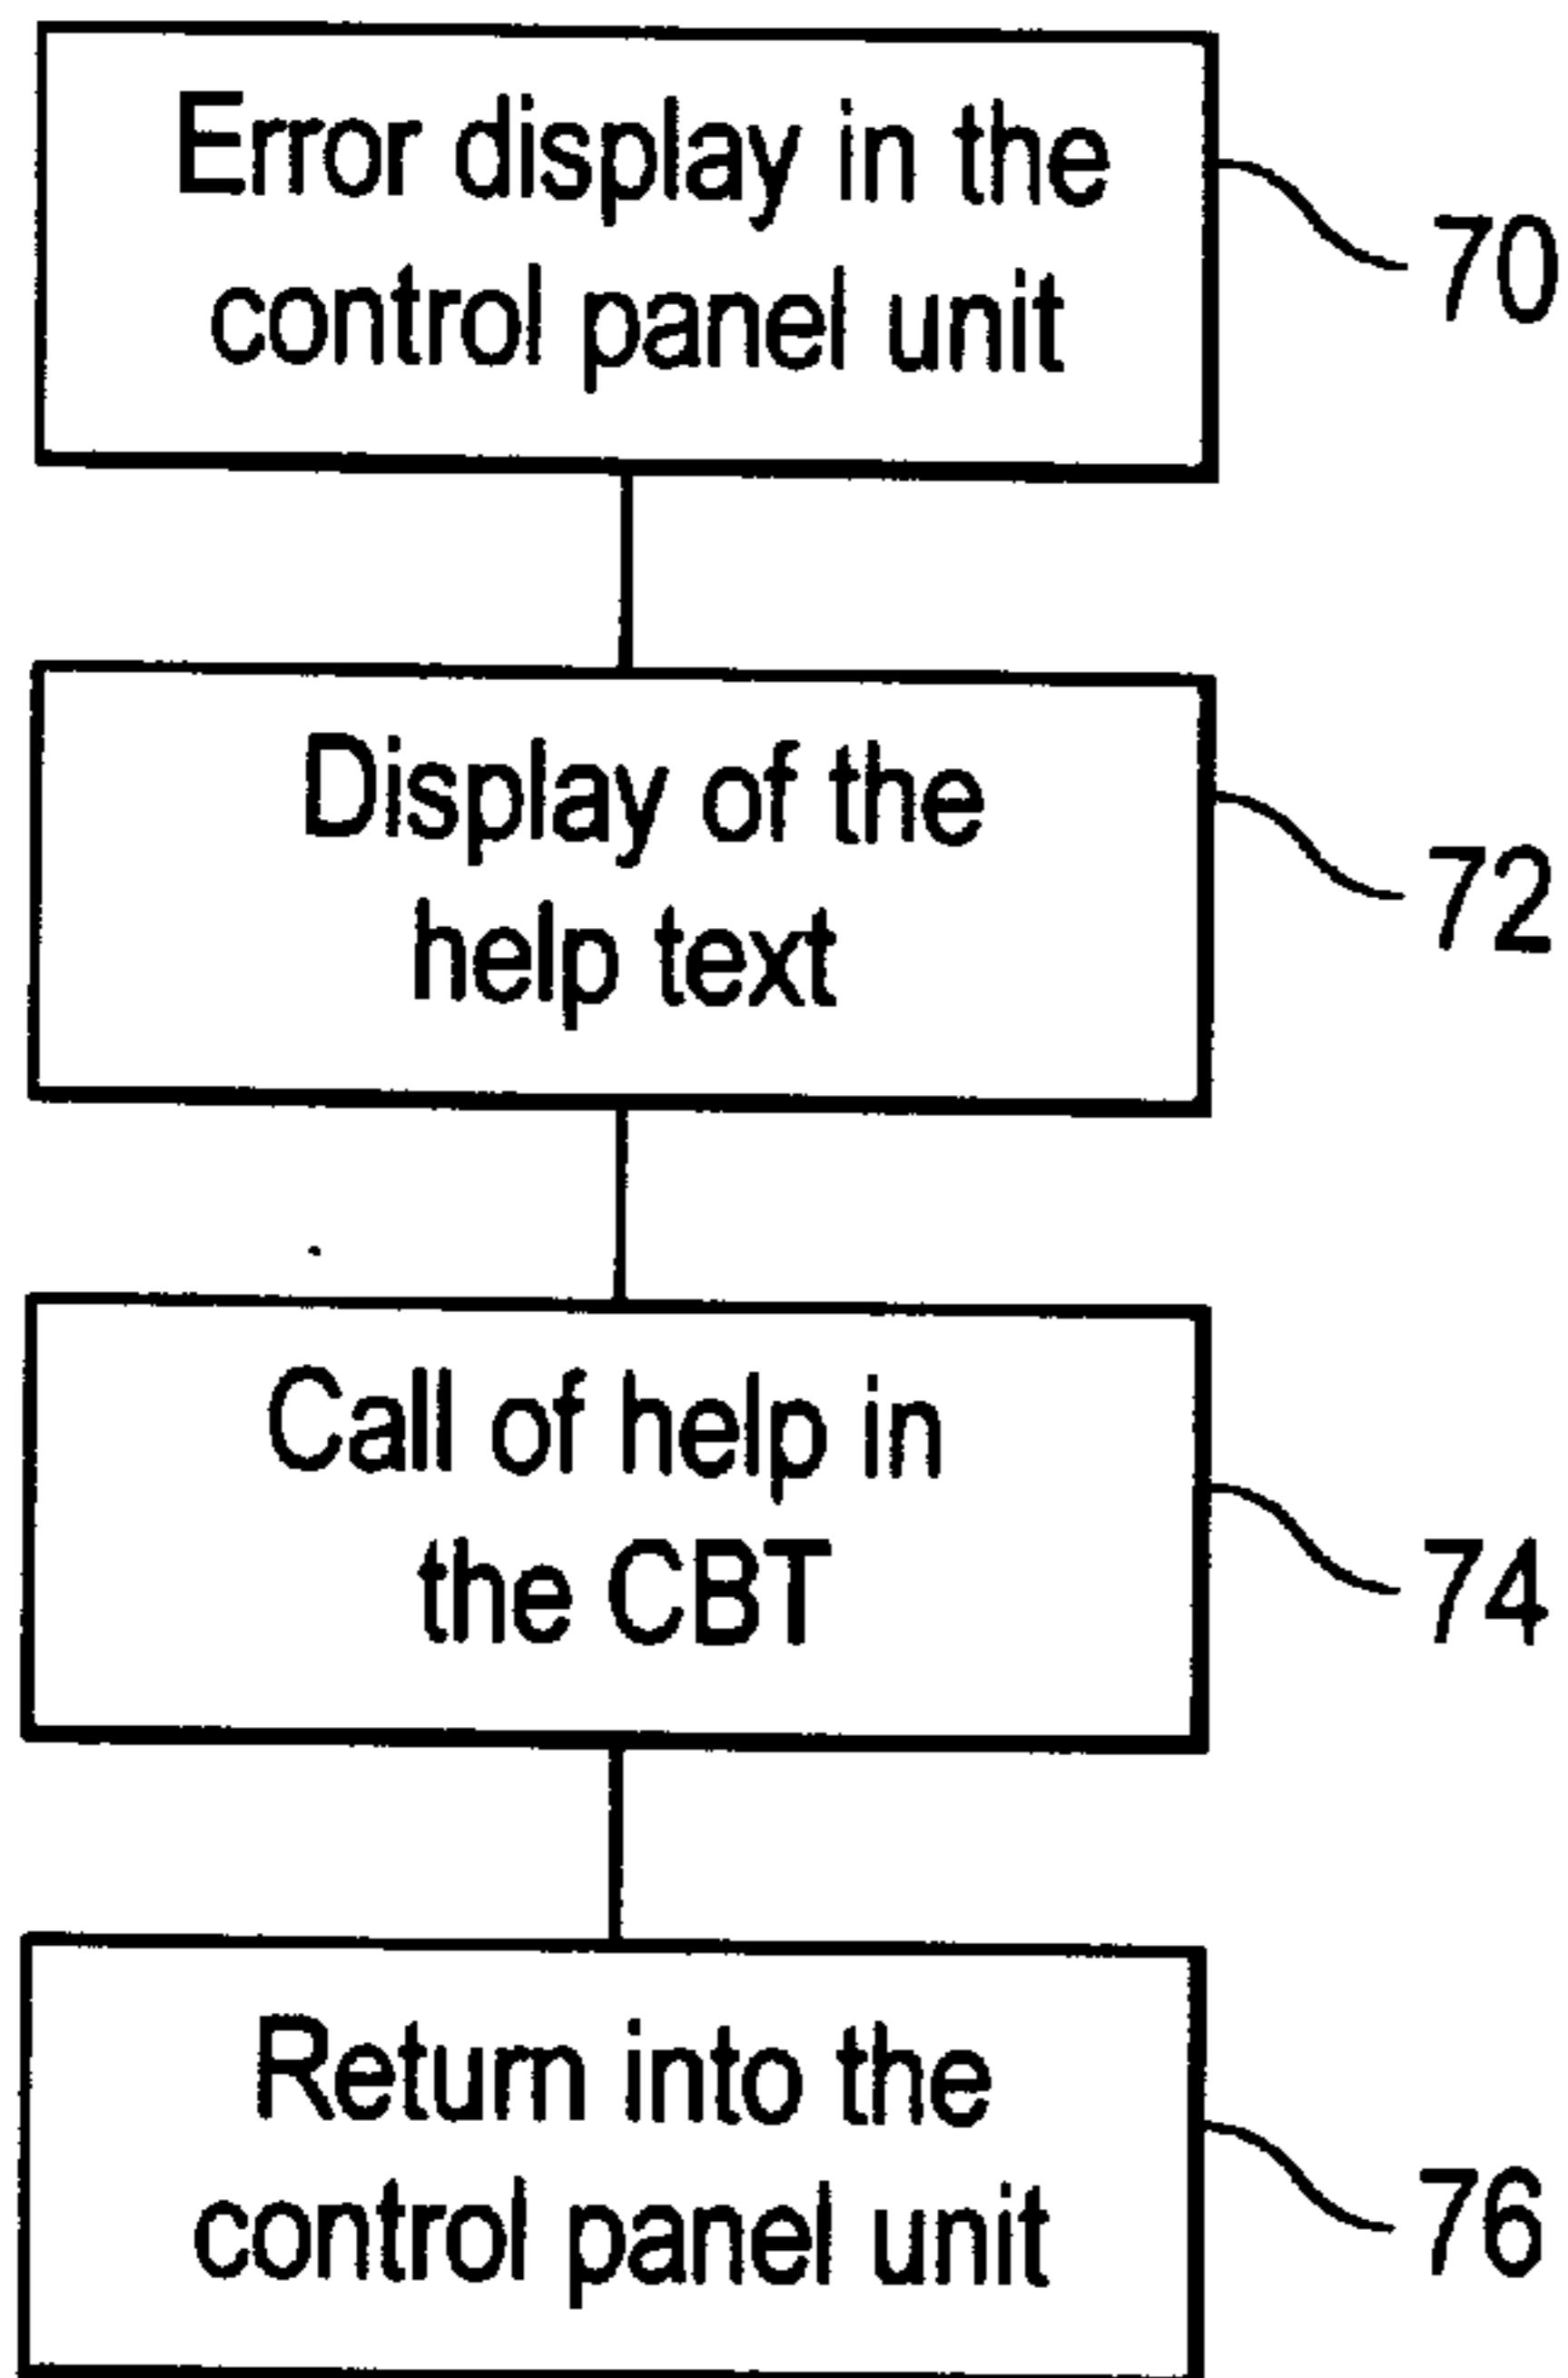 Error display in the
control panel unit
70
Display of the
help text
72
Call of help in
the CBT
74
Return into the
control panel unit
76